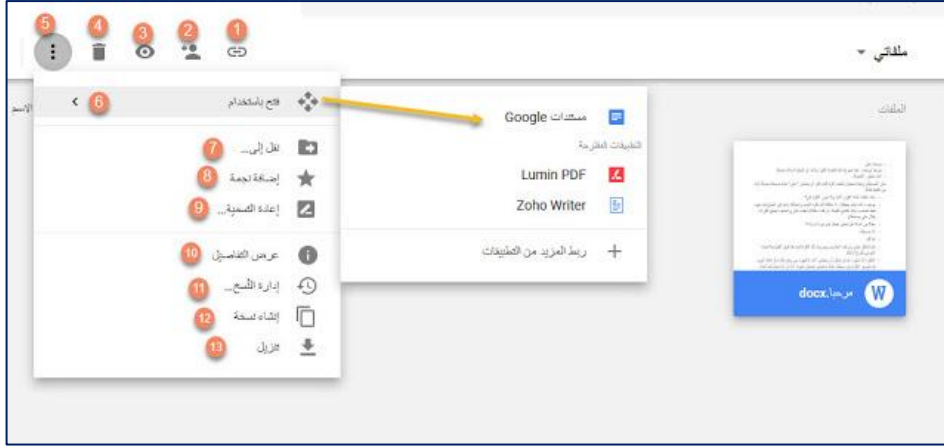 ملفاتي
1
2
3
4
5
الملفات
الاسم
6
فتح باستخدام
نقل إلى...
7
إضافة نجمة
8
إعادة التسمية...
9
عرض التفاصيل
10
إدارة النُسخ...
11
إنشاء نسخة
12
تنزيل
13
مستندات Google
التطبيقات المقترحة
Lumin PDF
Zoho Writer
ربط المزيد من التطبيقات
مرحبا.docx
W